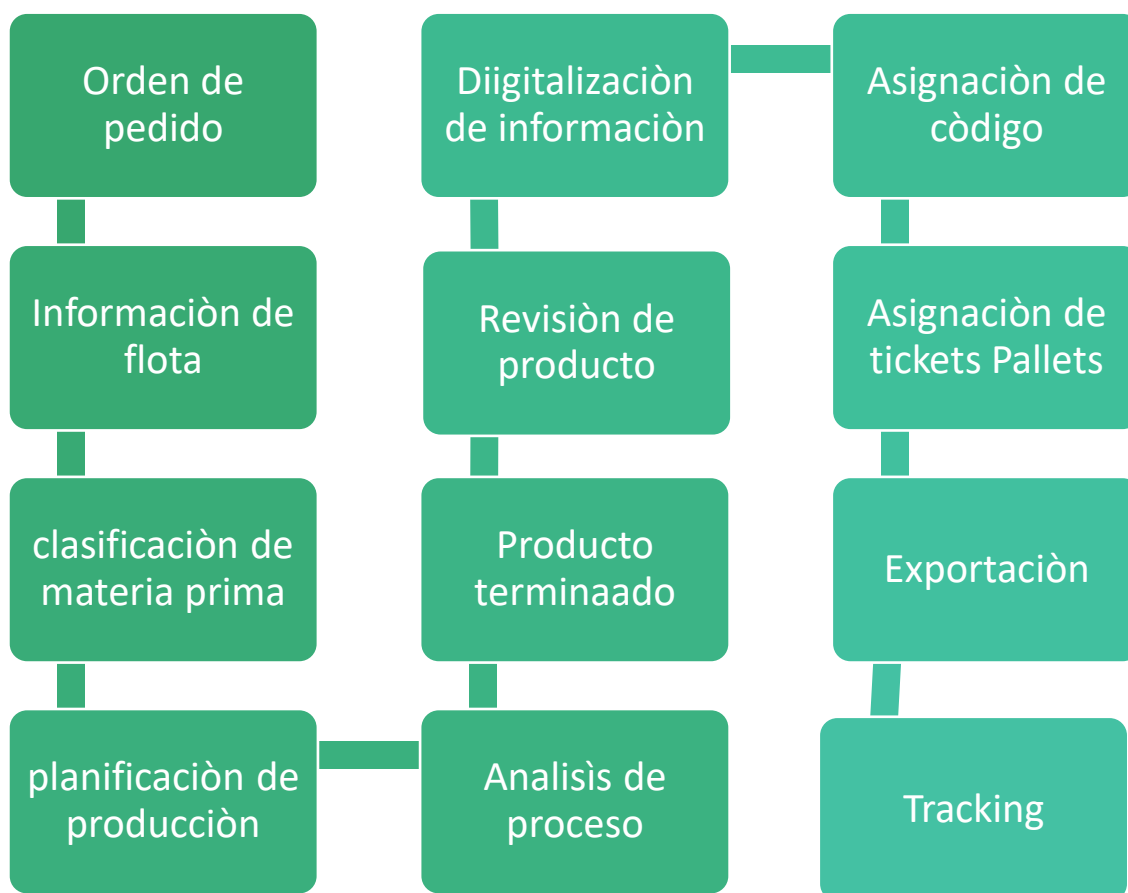 Orden de
pedido
Informaciòn de
flota
clasificaciòn de
materia prima
planificaciòn de
producciòn
Analisìs de
proceso
Producto
terminaado
Revisiòn de
producto
Diigitalizaciòn
de informaciòn
Asignaciòn de
còdigo
Asignaciòn de
tickets Pallets
Exportaciòn
Tracking